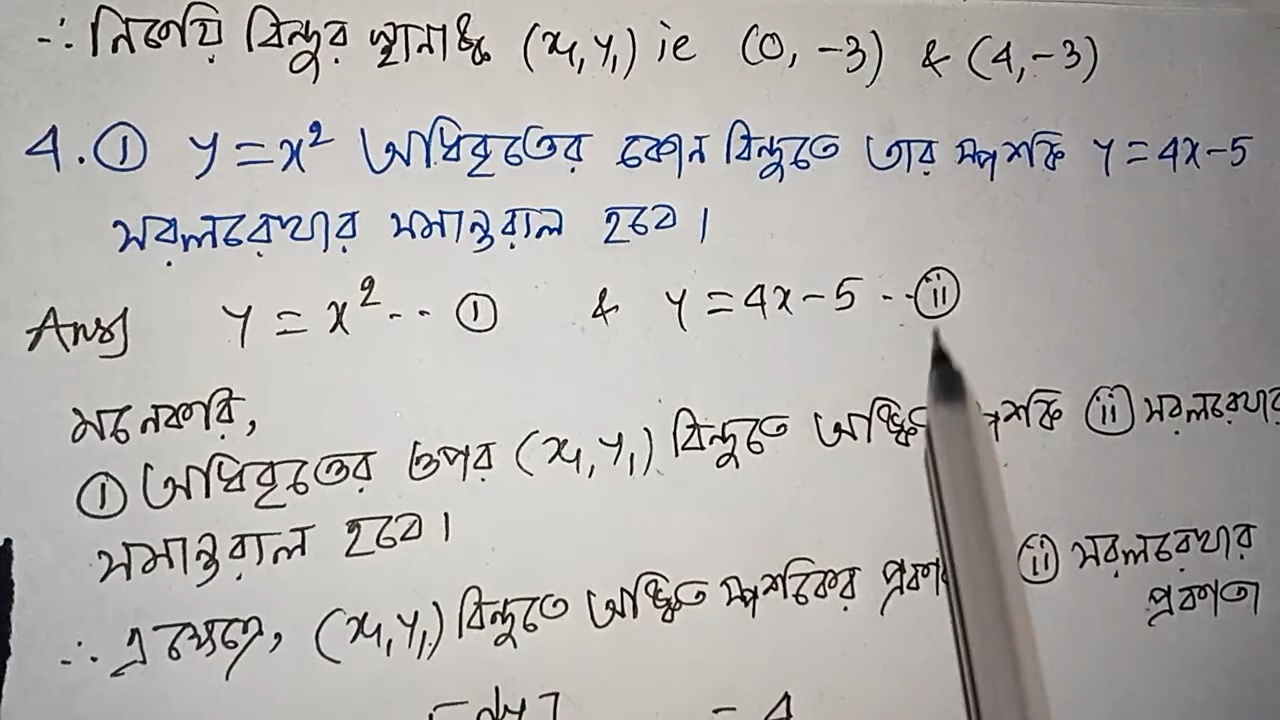 ∴ নির্ণেয় বিন্দুর স্থানাঙ্ক (x₁, y₁) ie (0, -3) & (4, -3)
4. ① y = x² অধিবৃত্তের কোন বিন্দুতে তার স্পর্শক y = 4x-5
সরলরেখার সমান্তরাল হবে।
Ans y = x² -- ① & y = 4x-5 -- ⓘⓘ
মনেকরি,
① অধিবৃত্তের ওপর (x₁, y₁) বিন্দুতে অঙ্কিত স্পর্শক ⓘⓘ সরলরেখার
সমান্তরাল হবে।
∴ এক্ষেত্রে, (x₁, y₁) বিন্দুতে অঙ্কিত স্পর্শকের ⓘⓘ সরলরেখার
প্রবণতা
= 4